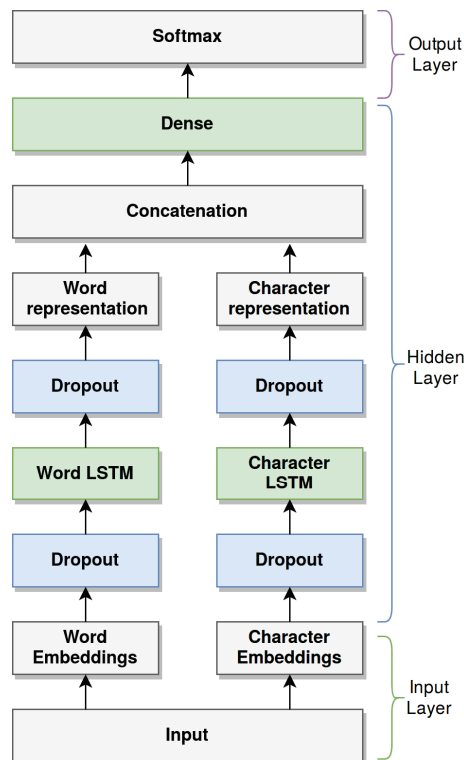 Softmax
Output
Layer
Dense
Concatenation
Word
representation
Character
representation
Dropout
Dropout
Hidden
Layer
Word LSTM
Character
LSTM
Dropout
Dropout
Word
Embeddings
Character
Embeddings
Input
Layer
Input